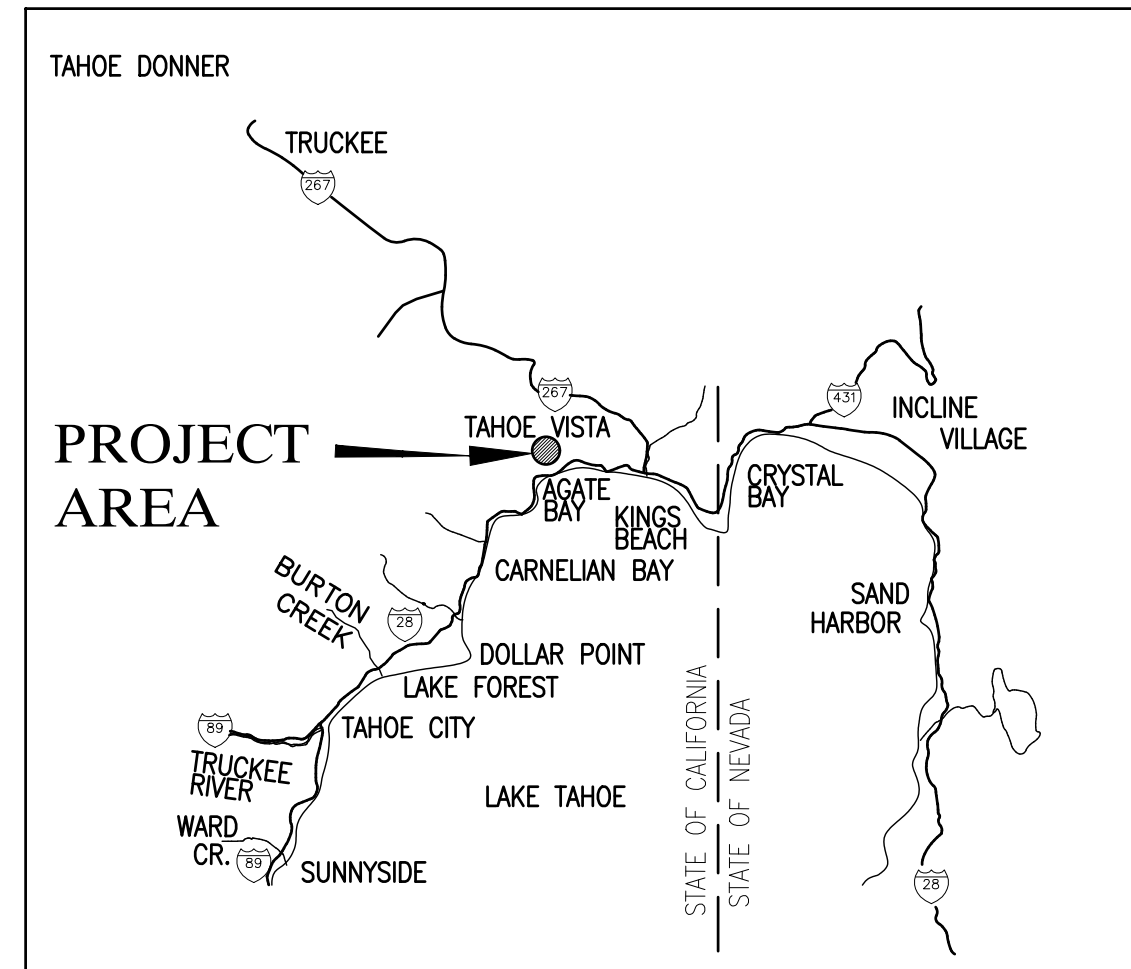 TAHOE DONNER
TRUCKEE
267
267
TAHOE VISTA
PROJECT
AREA
431
INCLINE
VILLAGE
CRYSTAL
BAY
AGATE
BAY
KINGS
BEACH
CARNELIAN BAY
BURTON
CREEK
28
SAND
HARBOR
DOLLAR POINT
LAKE FOREST
TAHOE CITY
89
TRUCKEE
RIVER
LAKE TAHOE
STATE OF CALIFORNIA
STATE OF NEVADA
WARD
CR.
89
SUNNYSIDE
28